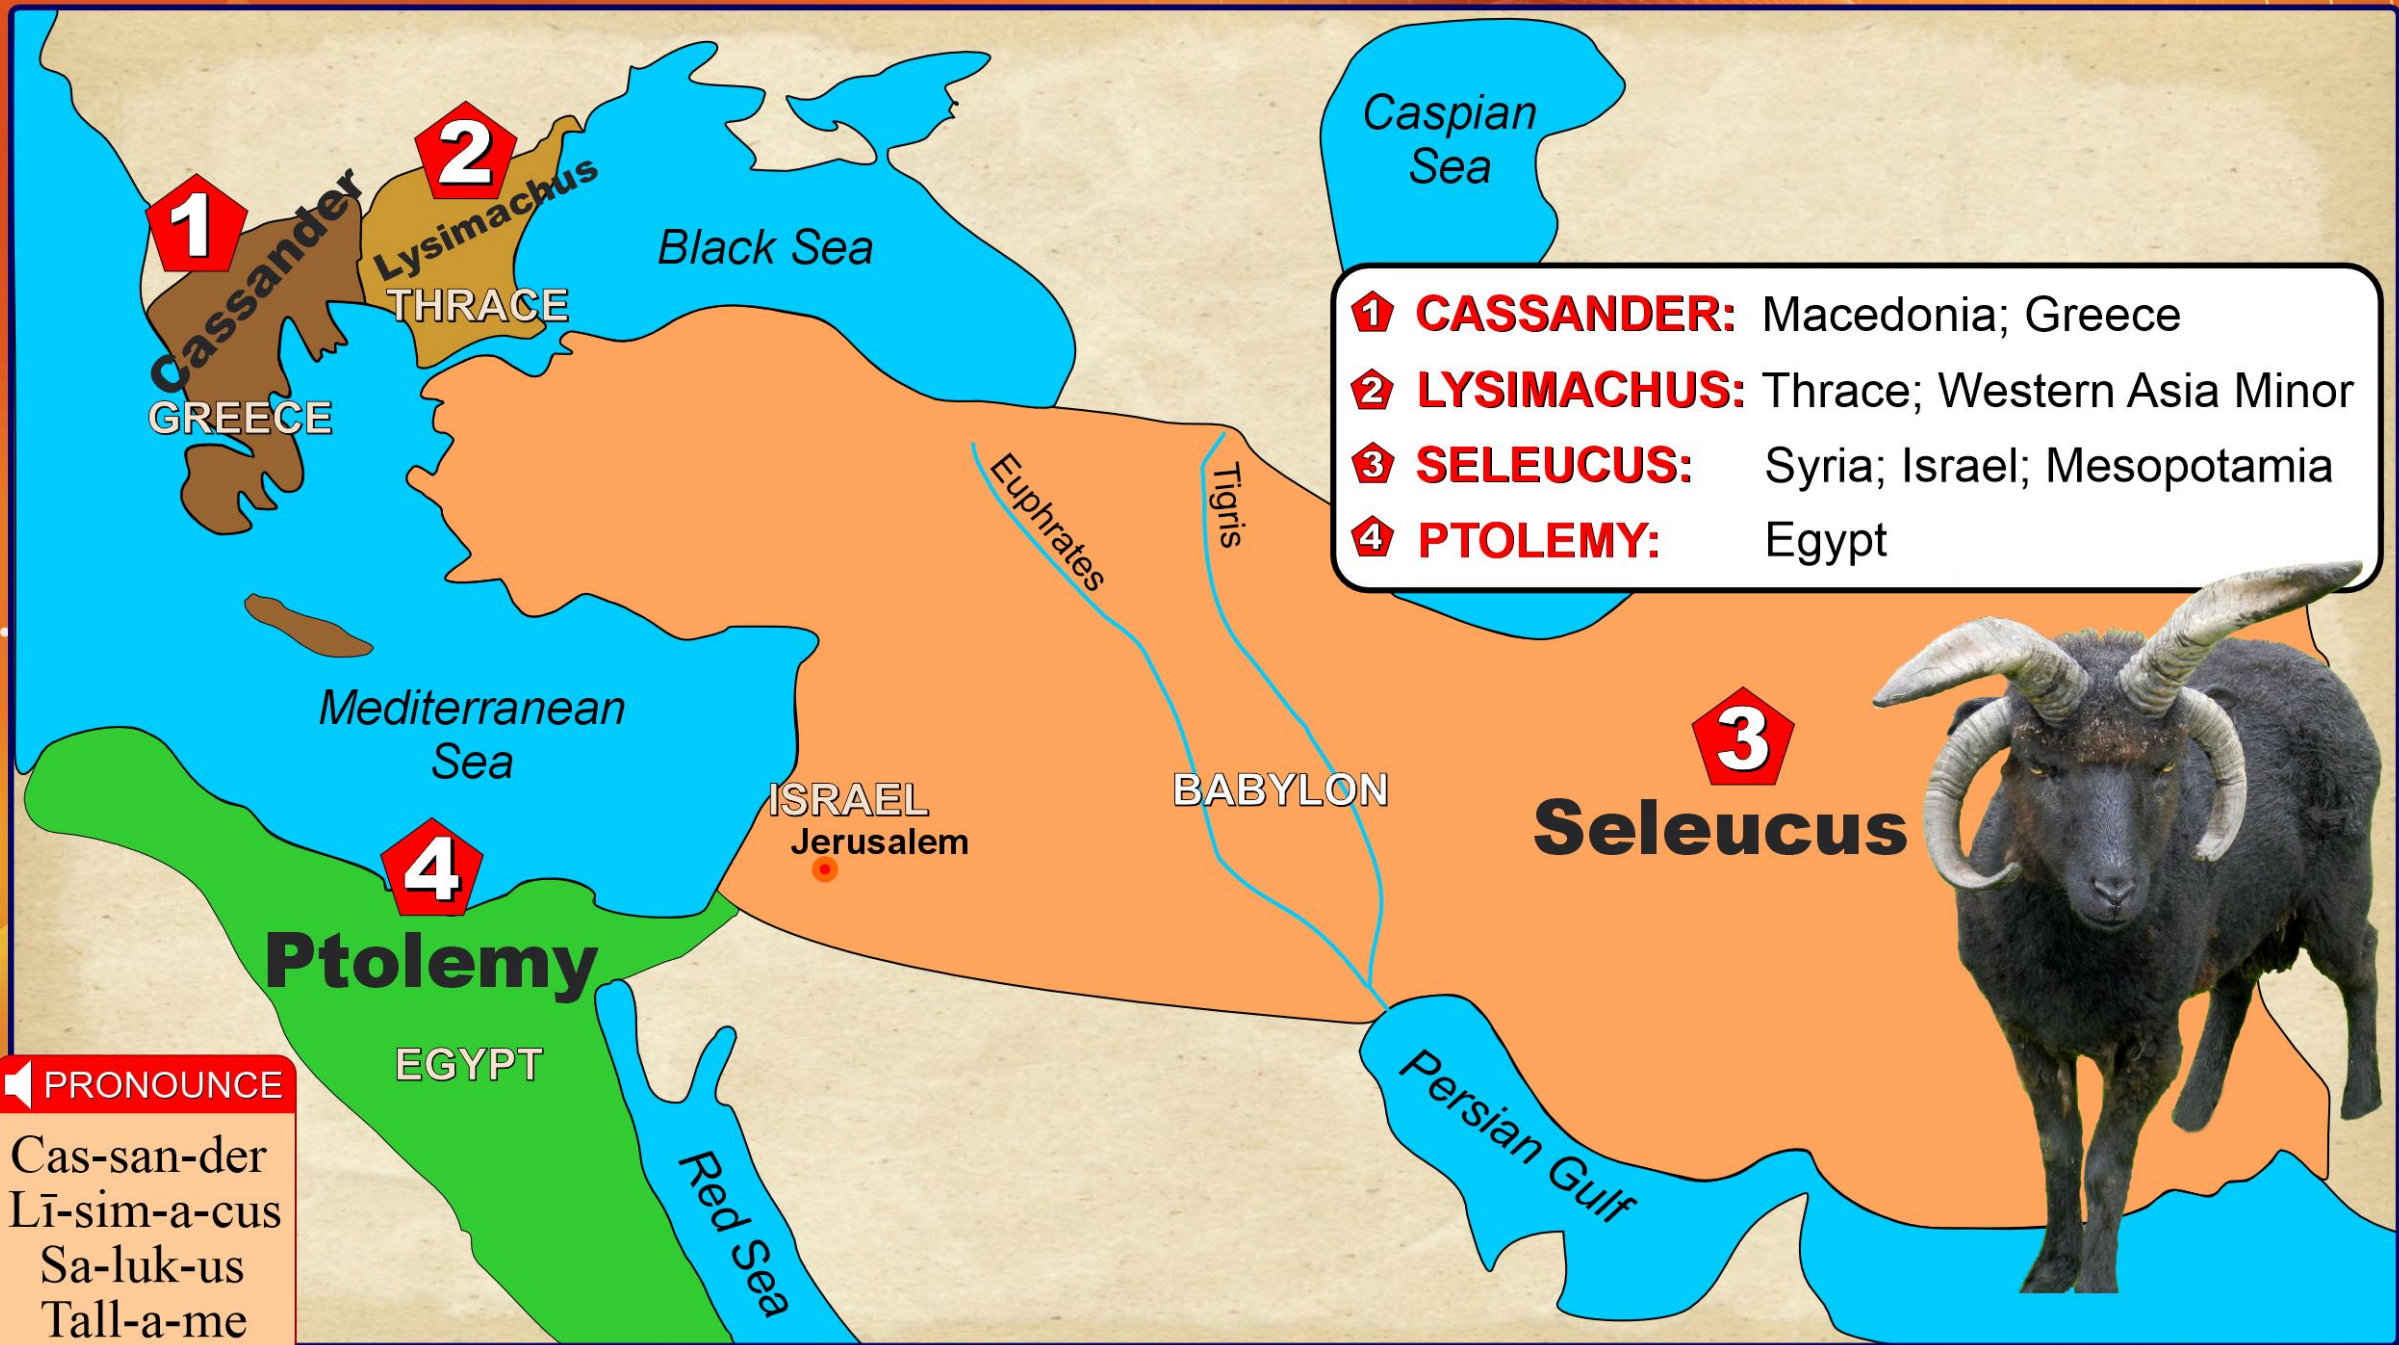 Caspian
Sea
2
1
Cassander
Lysimachus
Black Sea
THRACE
GREECE
1 CASSANDER: Macedonia; Greece
2 LYSIMACHUS: Thrace; Western Asia Minor
3 SELEUCUS: Syria; Israel; Mesopotamia
4 PTOLEMY: Egypt
Euphrates
Tigris
Mediterranean
Sea
3
Seleucus
ISRAEL
Jerusalem
BABYLON
4
Ptolemy
EGYPT
Red Sea
Persian Gulf
PRONOUNCE
Cas-san-der
Lī-sim-a-cus
Sa-luk-us
Tall-a-me